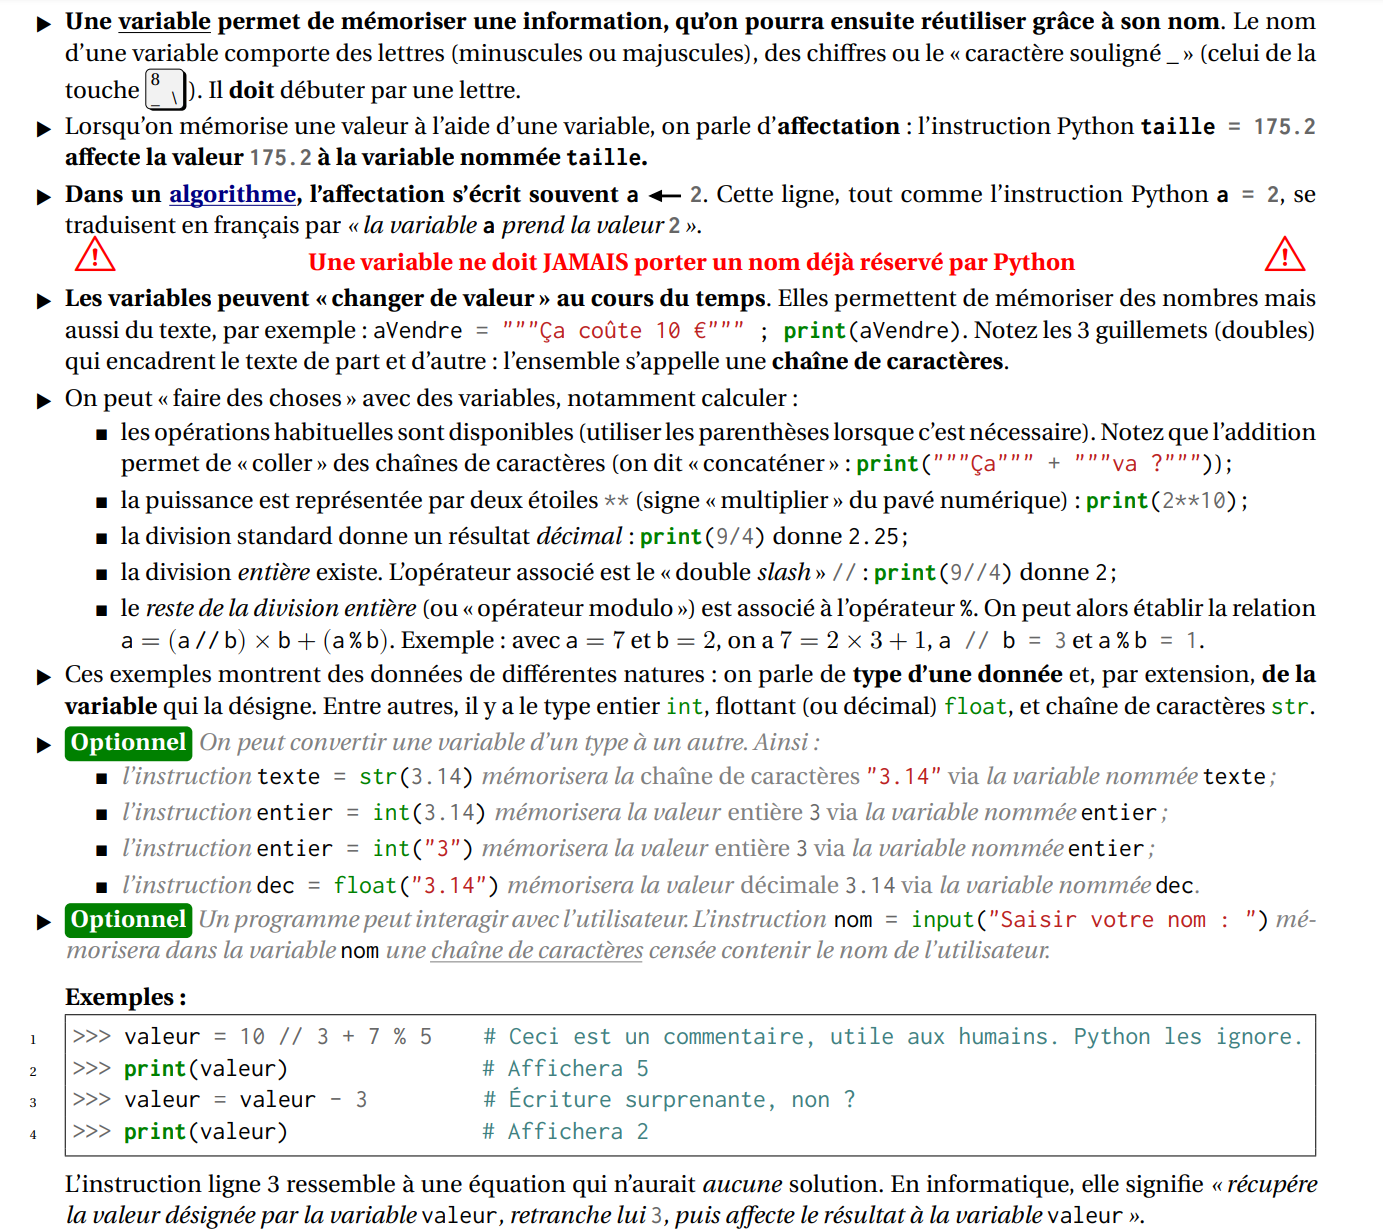 ▶ Une variable permet de mémoriser une information, qu'on pourra ensuite réutiliser grâce à son nom. Le nom
d'une variable comporte des lettres (minuscules ou majuscules), des chiffres ou le « caractère souligné _ » (celui de la
touche 8 _ \ ). Il doit débuter par une lettre.
▶ Lorsqu'on mémorise une valeur à l'aide d'une variable, on parle d'affectation : l'instruction Python taille = 175.2
affecte la valeur 175.2 à la variable nommée taille.
▶ Dans un algorithme, l'affectation s'écrit souvent a ← 2. Cette ligne, tout comme l'instruction Python a = 2, se
traduisent en français par « la variable a prend la valeur 2 ».
! Une variable ne doit JAMAIS porter un nom déjà réservé par Python !
▶ Les variables peuvent « changer de valeur » au cours du temps. Elles permettent de mémoriser des nombres mais
aussi du texte, par exemple : aVendre = """Ça coûte 10 €""" ; print(aVendre). Notez les 3 guillemets (doubles)
qui encadrent le texte de part et d'autre : l'ensemble s'appelle une chaîne de caractères.
▶ On peut « faire des choses » avec des variables, notamment calculer :
■ les opérations habituelles sont disponibles (utiliser les parenthèses lorsque c'est nécessaire). Notez que l'addition
permet de « coller » des chaînes de caractères (on dit « concaténer » : print("""Ça""" + """va ?"""));
■ la puissance est représentée par deux étoiles ** (signe « multiplier » du pavé numérique) : print(2**10);
■ la division standard donne un résultat décimal : print(9/4) donne 2.25;
■ la division entière existe. L'opérateur associé est le « double slash » // : print(9//4) donne 2;
■ le reste de la division entière (ou « opérateur modulo ») est associé à l'opérateur %. On peut alors établir la relation
a = (a // b) × b + (a % b). Exemple : avec a = 7 et b = 2, on a 7 = 2 × 3 + 1, a // b = 3 et a % b = 1.
▶ Ces exemples montrent des données de différentes natures : on parle de type d'une donnée et, par extension, de la
variable qui la désigne. Entre autres, il y a le type entier int, flottant (ou décimal) float, et chaîne de caractères str.
▶ Optionnel On peut convertir une variable d'un type à un autre. Ainsi :
■ l'instruction texte = str(3.14) mémorisera la chaîne de caractères "3.14" via la variable nommée texte;
■ l'instruction entier = int(3.14) mémorisera la valeur entière 3 via la variable nommée entier;
■ l'instruction entier = int("3") mémorisera la valeur entière 3 via la variable nommée entier;
■ l'instruction dec = float("3.14") mémorisera la valeur décimale 3.14 via la variable nommée dec.
▶ Optionnel Un programme peut interagir avec l'utilisateur. L'instruction nom = input("Saisir votre nom : ") mé-
morisera dans la variable nom une chaîne de caractères censée contenir le nom de l'utilisateur.
Exemples :
1 >>> valeur = 10 // 3 + 7 % 5 # Ceci est un commentaire, utile aux humains. Python les ignore.
2 >>> print(valeur) # Affichera 5
3 >>> valeur = valeur - 3 # Écriture surprenante, non ?
4 >>> print(valeur) # Affichera 2
L'instruction ligne 3 ressemble à une équation qui n'aurait aucune solution. En informatique, elle signifie « récupére
la valeur désignée par la variable valeur, retranche lui 3, puis affecte le résultat à la variable valeur ».